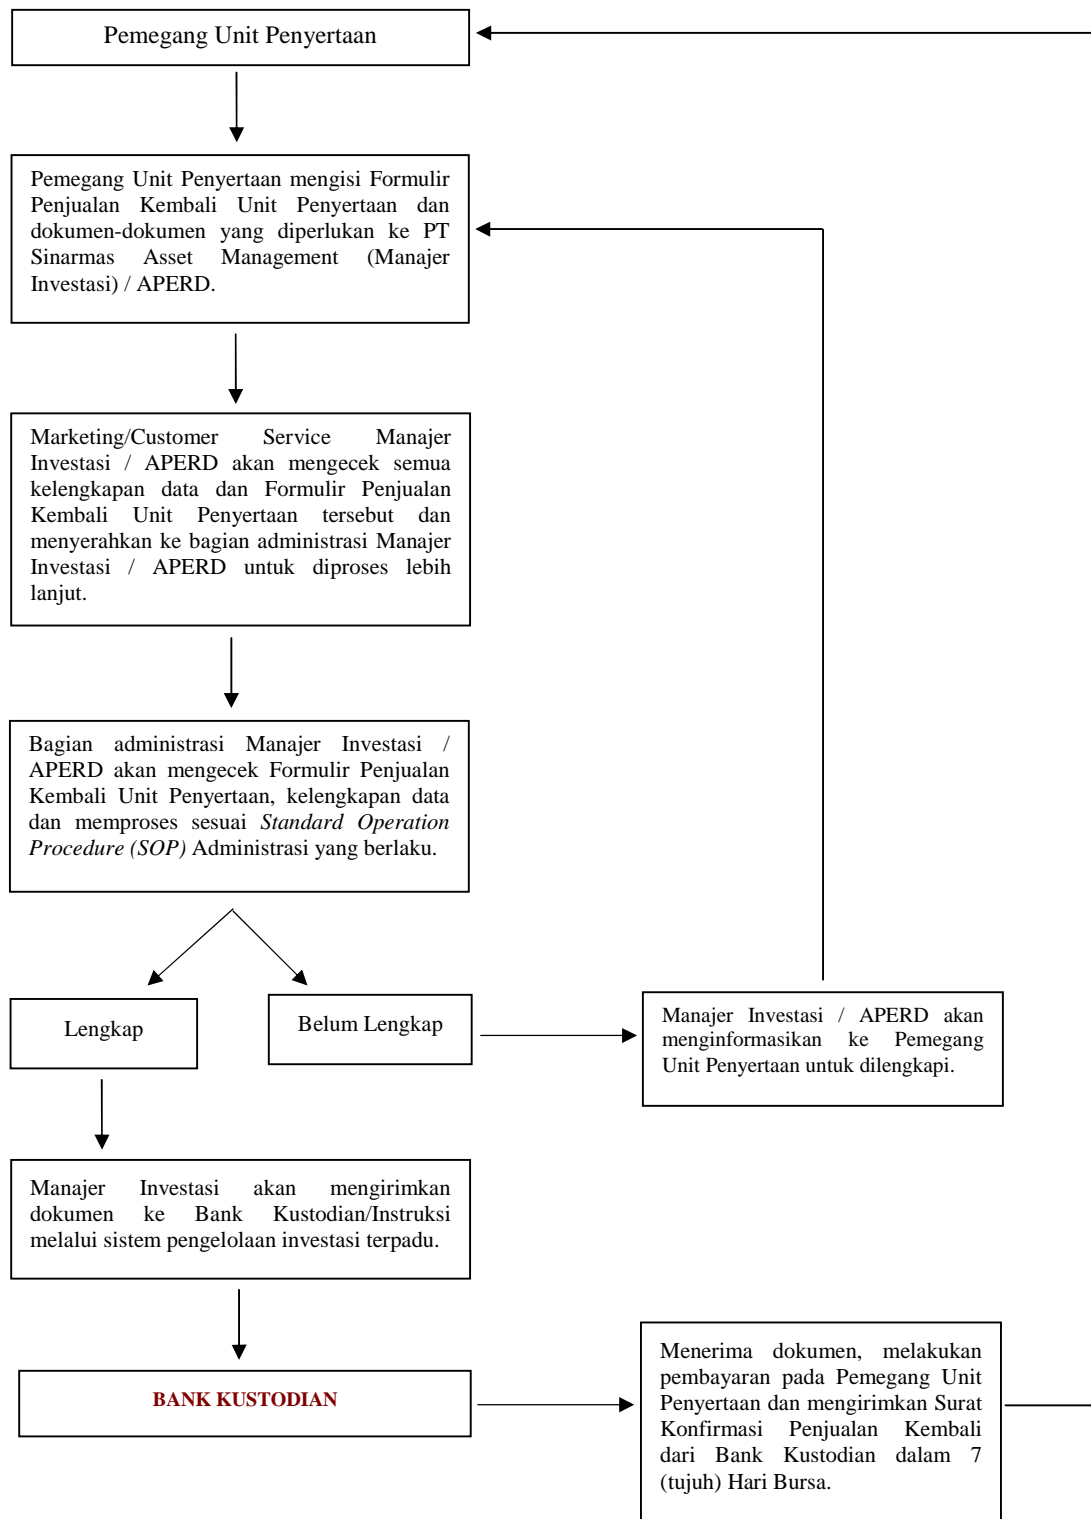 Pemegang Unit Penyertaan
Pemegang Unit Penyertaan mengisi Formulir
Penjualan Kembali Unit Penyertaan dan
dokumen-dokumen yang diperlukan ke PT
Sinarmas Asset Management (Manajer
Investasi) / APERD.
Marketing/Customer Service Manajer
Investasi / APERD akan mengecek semua
kelengkapan data dan Formulir Penjualan
Kembali Unit Penyertaan tersebut dan
menyerahkan ke bagian administrasi Manajer
Investasi / APERD untuk diproses lebih
lanjut.
Bagian administrasi Manajer Investasi /
APERD akan mengecek Formulir Penjualan
Kembali Unit Penyertaan, kelengkapan data
dan memproses sesuai Standard Operation
Procedure (SOP) Administrasi yang berlaku.
Lengkap
Belum Lengkap
Manajer Investasi / APERD akan
menginformasikan ke Pemegang
Unit Penyertaan untuk dilengkapi.
Manajer Investasi akan mengirimkan
dokumen ke Bank Kustodian/Instruksi
melalui sistem pengelolaan investasi terpadu.
BANK KUSTODIAN
Menerima dokumen, melakukan
pembayaran pada Pemegang Unit
Penyertaan dan mengirimkan Surat
Konfirmasi Penjualan Kembali
dari Bank Kustodian dalam 7
(tujuh) Hari Bursa.